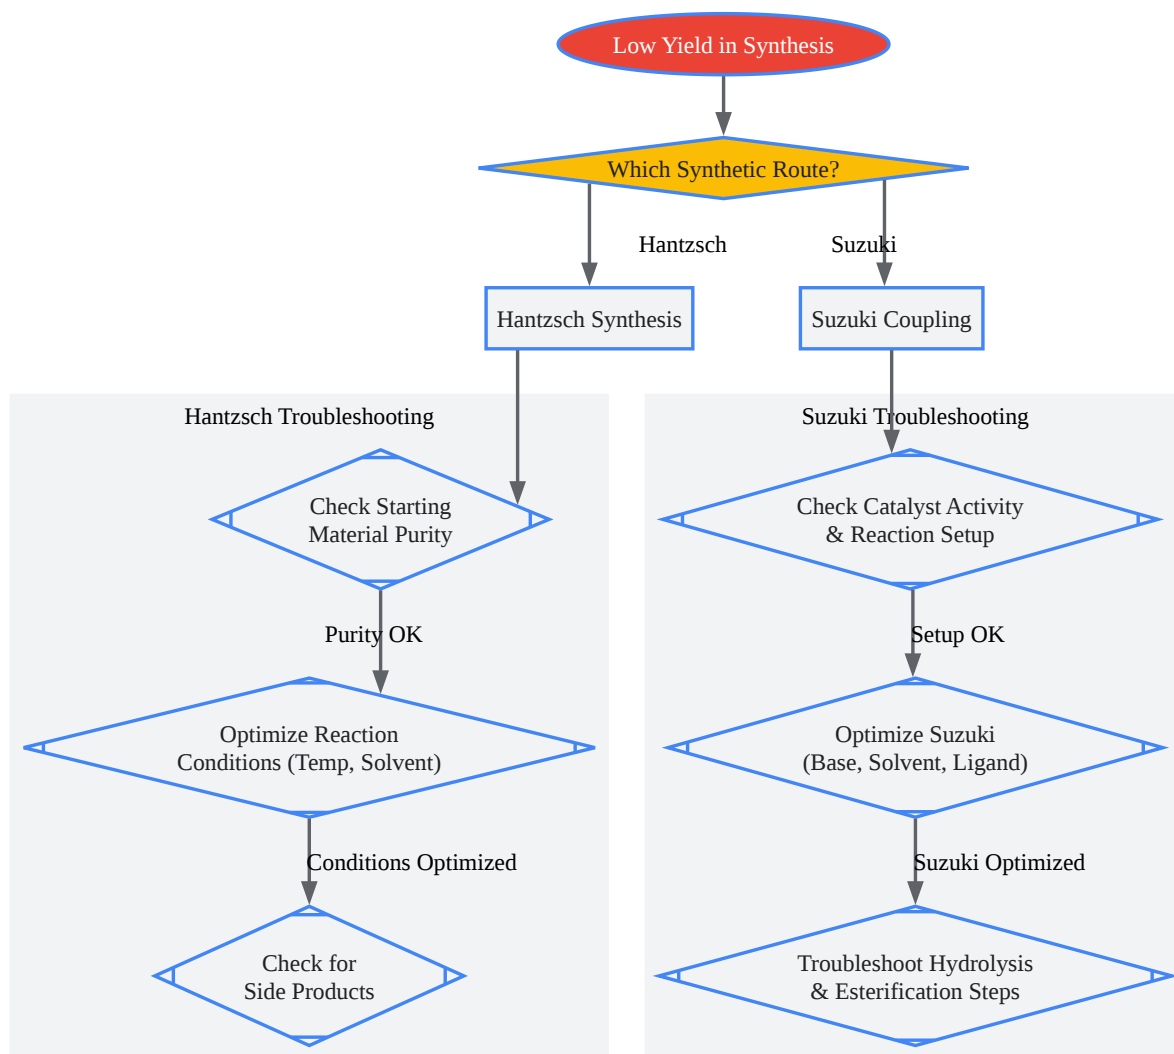 Low Yield in Synthesis
Which Synthetic Route?
Hantzsch
Suzuki
Hantzsch Synthesis
Suzuki Coupling
Hantzsch Troubleshooting
Check Starting
Material Purity
Purity OK
Optimize Reaction
Conditions (Temp, Solvent)
Conditions Optimized
Check for
Side Products
Suzuki Troubleshooting
Check Catalyst Activity
& Reaction Setup
Setup OK
Optimize Suzuki
(Base, Solvent, Ligand)
Suzuki Optimized
Troubleshoot Hydrolysis
& Esterification Steps